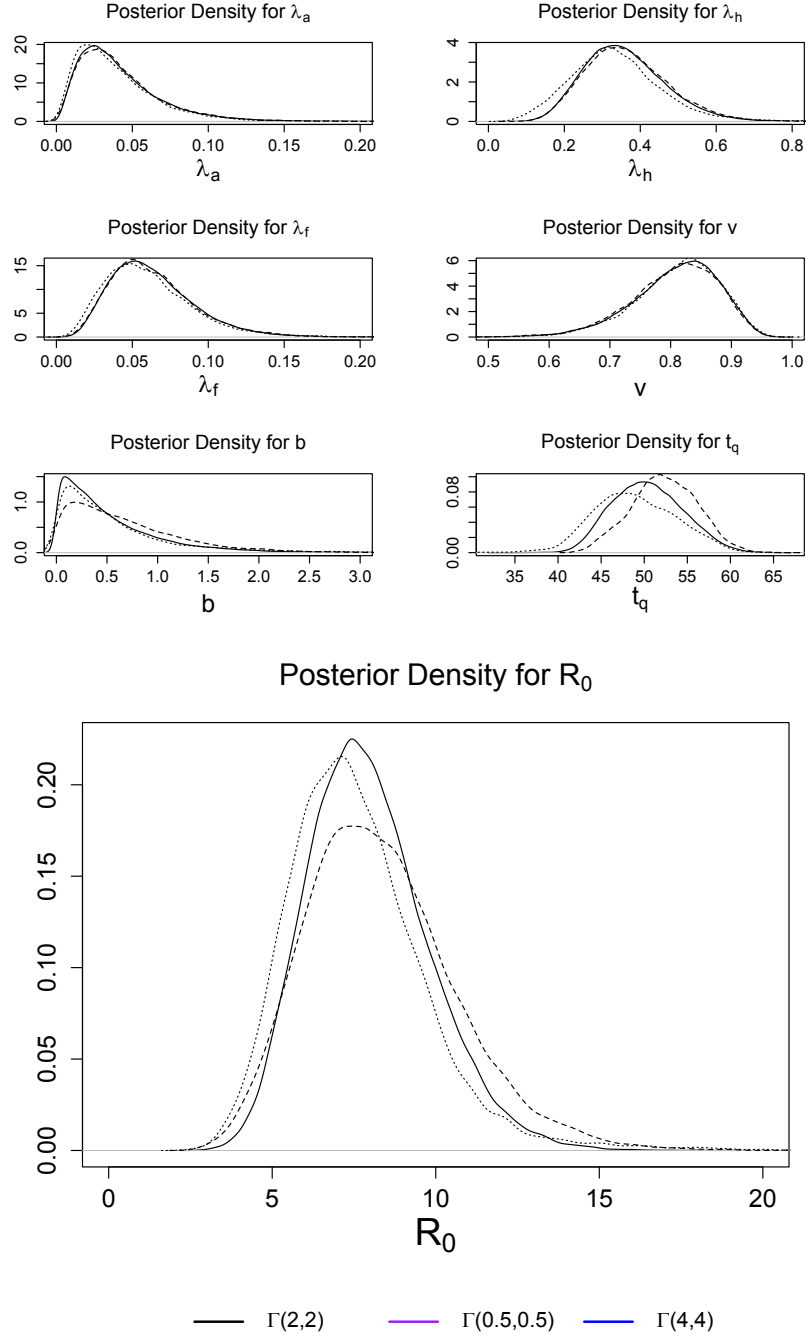 Posterior Density for λa
0 5 10 20
0.00 0.05 0.10 0.15 0.20
λa
Posterior Density for λh
0 2 4
0.0 0.2 0.4 0.6 0.8
λh
Posterior Density for λf
0 5 15
0.00 0.05 0.10 0.15 0.20
λf
Posterior Density for v
0 2 4 6
0.5 0.6 0.7 0.8 0.9 1.0
v
Posterior Density for b
0.0 1.0
0.0 0.5 1.0 1.5 2.0 2.5 3.0
b
Posterior Density for tq
0.00 0.08
35 40 45 50 55 60 65
tq
Posterior Density for R0
0.00 0.05 0.10 0.15 0.20
0 5 10 15 20
R0
Γ(2,2) Γ(0.5,0.5) Γ(4,4)